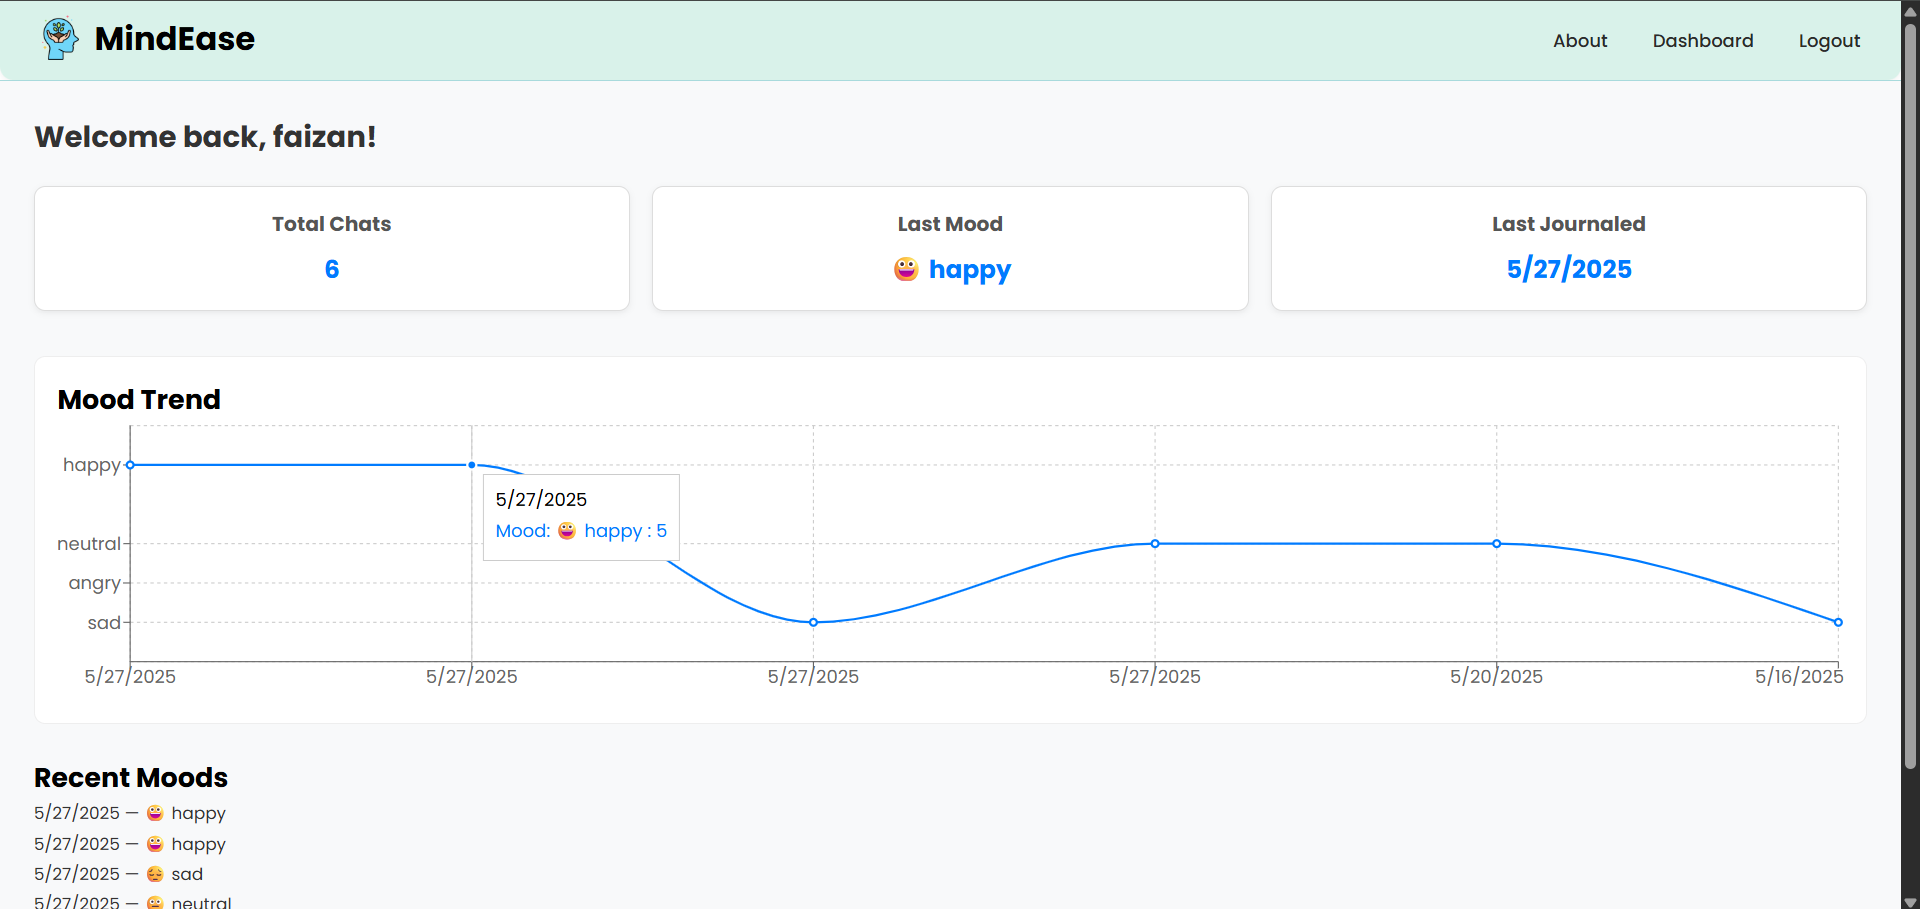 MindEase
About Dashboard Logout
Welcome back, faizan!
Total Chats
6
Last Mood
😀 happy
Last Journaled
5/27/2025
Mood Trend
happy
neutral
angry
sad
5/27/2025
Mood: 😀 happy : 5
5/27/2025 5/27/2025 5/27/2025 5/27/2025 5/20/2025 5/16/2025
Recent Moods
5/27/2025 — 😀 happy
5/27/2025 — 😀 happy
5/27/2025 — 😔 sad
5/27/2025 — 😐 neutral